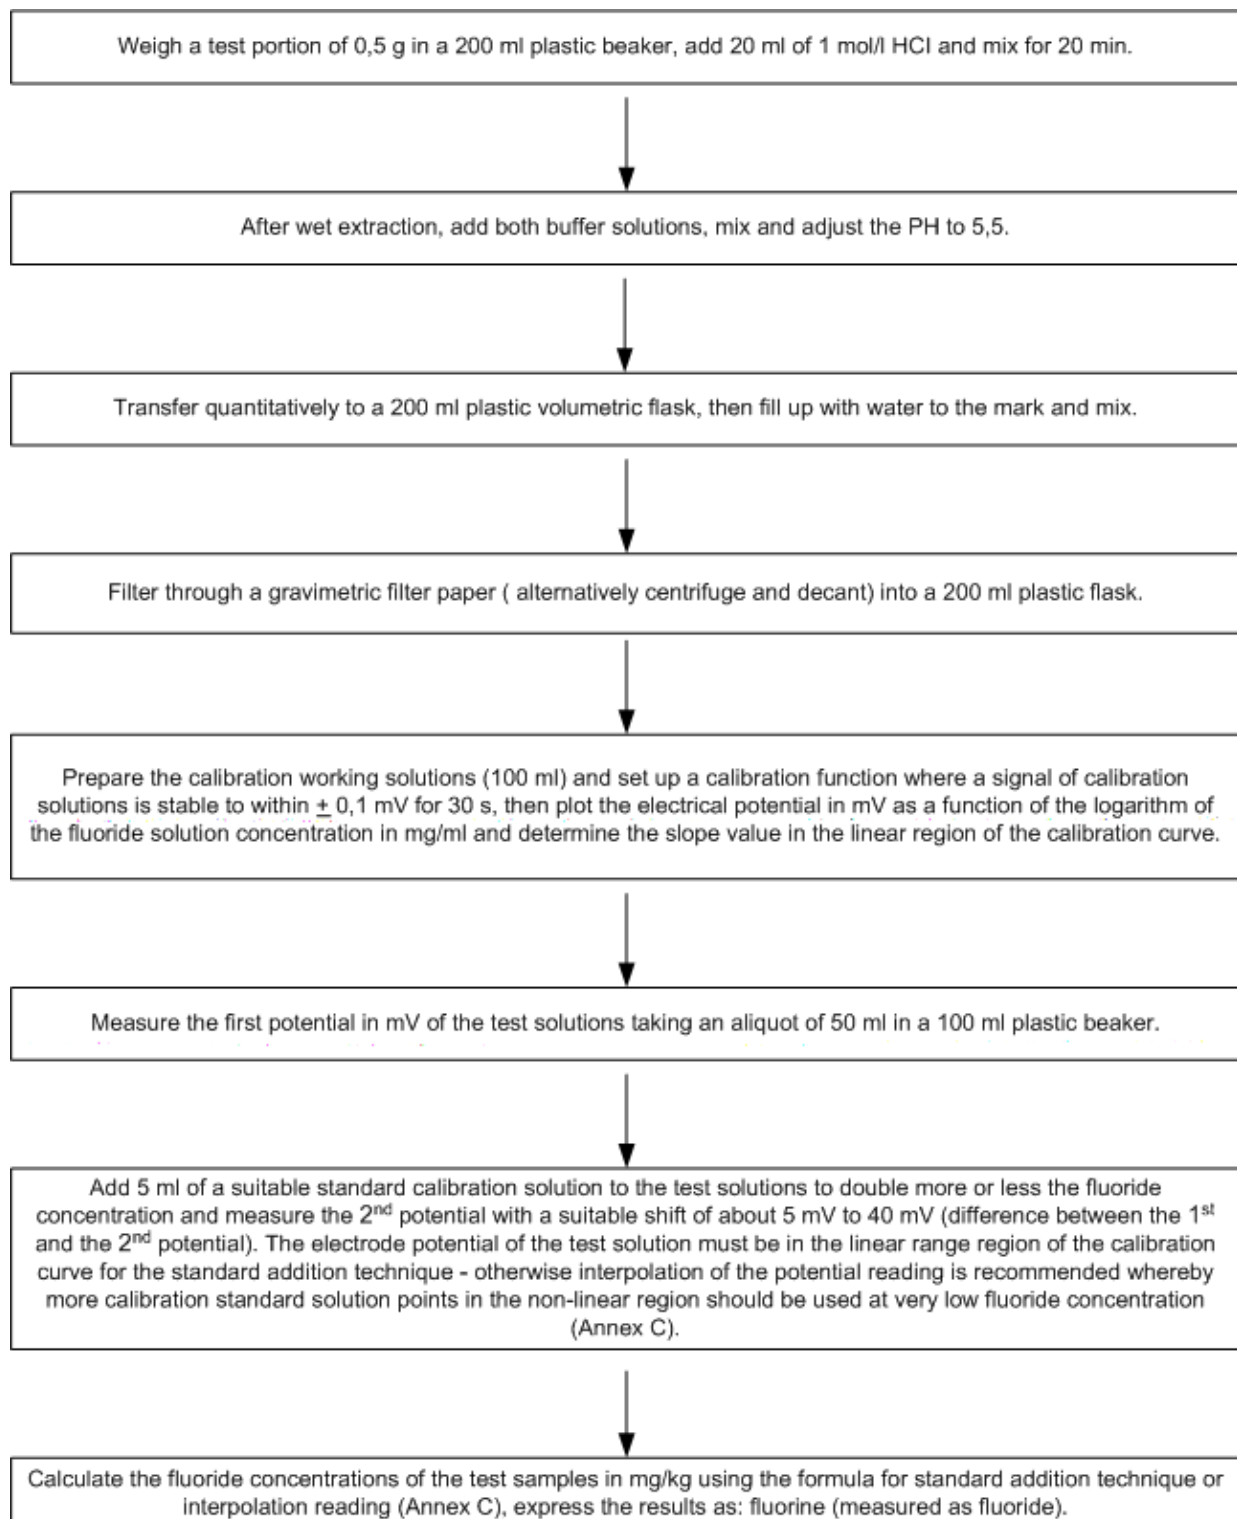 Weigh a test portion of 0,5 g in a 200 ml plastic beaker, add 20 ml of 1 mol/l HCl and mix for 20 min.
After wet extraction, add both buffer solutions, mix and adjust the PH to 5,5.
Transfer quantitatively to a 200 ml plastic volumetric flask, then fill up with water to the mark and mix.
Filter through a gravimetric filter paper ( alternatively centrifuge and decant) into a 200 ml plastic flask.
Prepare the calibration working solutions (100 ml) and set up a calibration function where a signal of calibration
solutions is stable to within ± 0,1 mV for 30 s, then plot the electrical potential in mV as a function of the logarithm of
the fluoride solution concentration in mg/ml and determine the slope value in the linear region of the calibration curve.
Measure the first potential in mV of the test solutions taking an aliquot of 50 ml in a 100 ml plastic beaker.
Add 5 ml of a suitable standard calibration solution to the test solutions to double more or less the fluoride
concentration and measure the 2nd potential with a suitable shift of about 5 mV to 40 mV (difference between the 1st
and the 2nd potential). The electrode potential of the test solution must be in the linear range region of the calibration
curve for the standard addition technique - otherwise interpolation of the potential reading is recommended whereby
more calibration standard solution points in the non-linear region should be used at very low fluoride concentration
(Annex C).
Calculate the fluoride concentrations of the test samples in mg/kg using the formula for standard addition technique or
interpolation reading (Annex C), express the results as: fluorine (measured as fluoride).